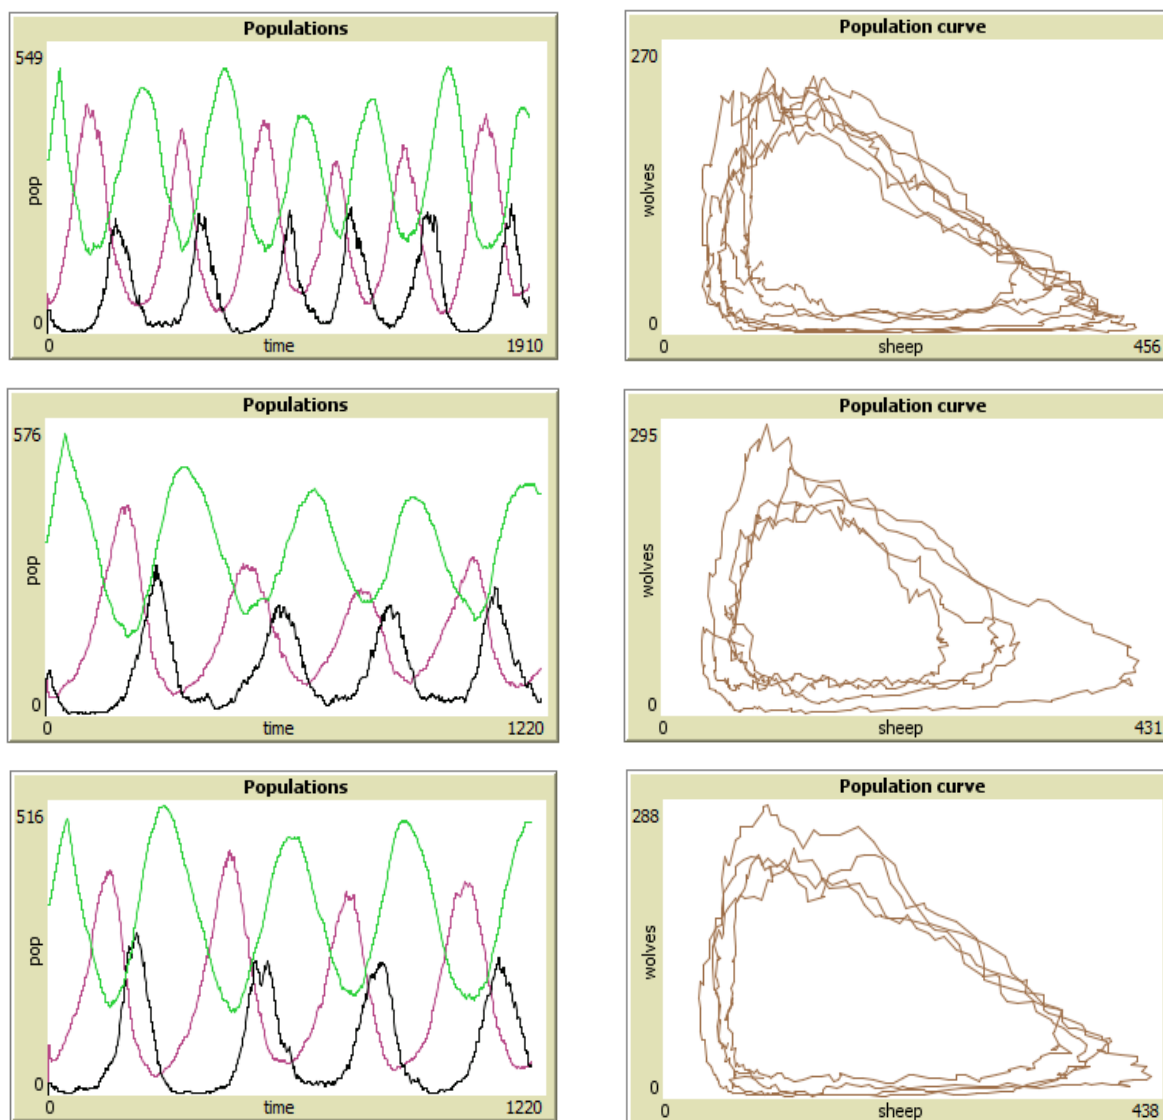 Populations
549
pop
0
0 time 1910
Population curve
270
wolves
0
0 sheep 456
Populations
576
pop
0
0 time 1220
Population curve
295
wolves
0
0 sheep 431
Populations
516
pop
0
0 time 1220
Population curve
288
wolves
0
0 sheep 438